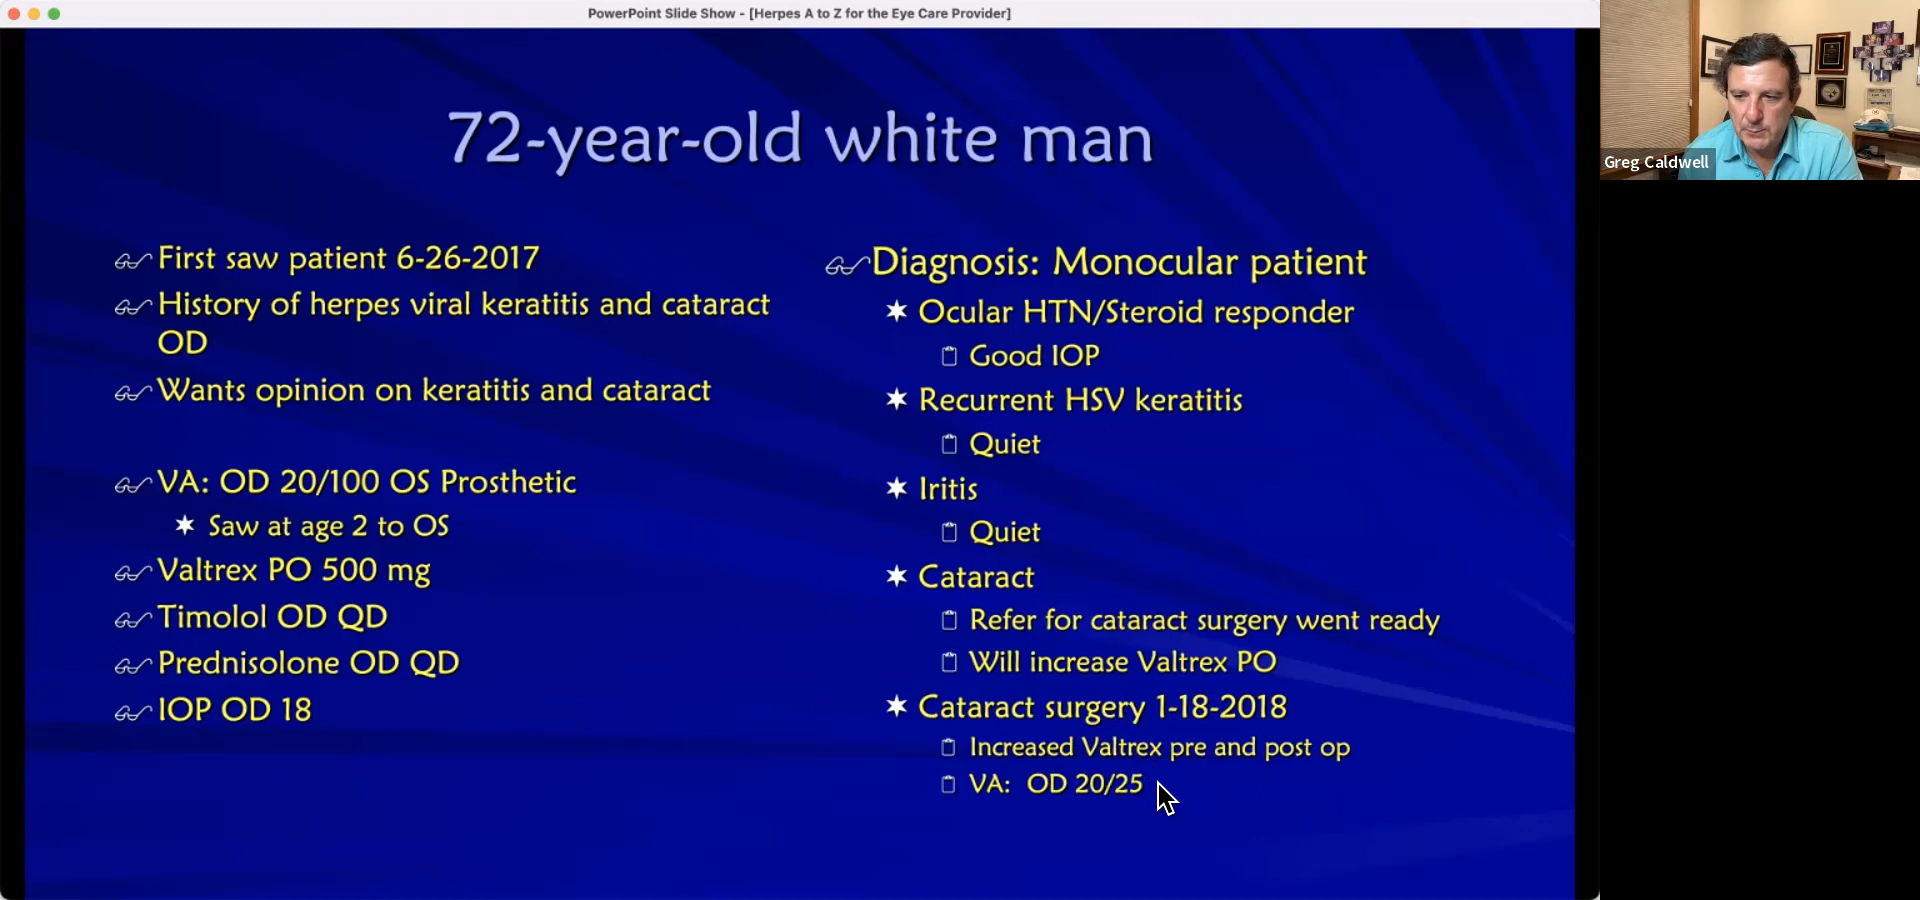 PowerPoint Slide Show - [Herpes A to Z for the Eye Care Provider]
72-year-old white man
First saw patient 6-26-2017
History of herpes viral keratitis and cataract
OD
Wants opinion on keratitis and cataract
VA: OD 20/100 OS Prosthetic
Saw at age 2 to OS
Valtrex PO 500 mg
Timolol OD QD
Prednisolone OD QD
IOP OD 18
Diagnosis: Monocular patient
Ocular HTN/Steroid responder
Good IOP
Recurrent HSV keratitis
Quiet
Iritis
Quiet
Cataract
Refer for cataract surgery went ready
Will increase Valtrex PO
Cataract surgery 1-18-2018
Increased Valtrex pre and post op
VA: OD 20/25
Greg Caldwell